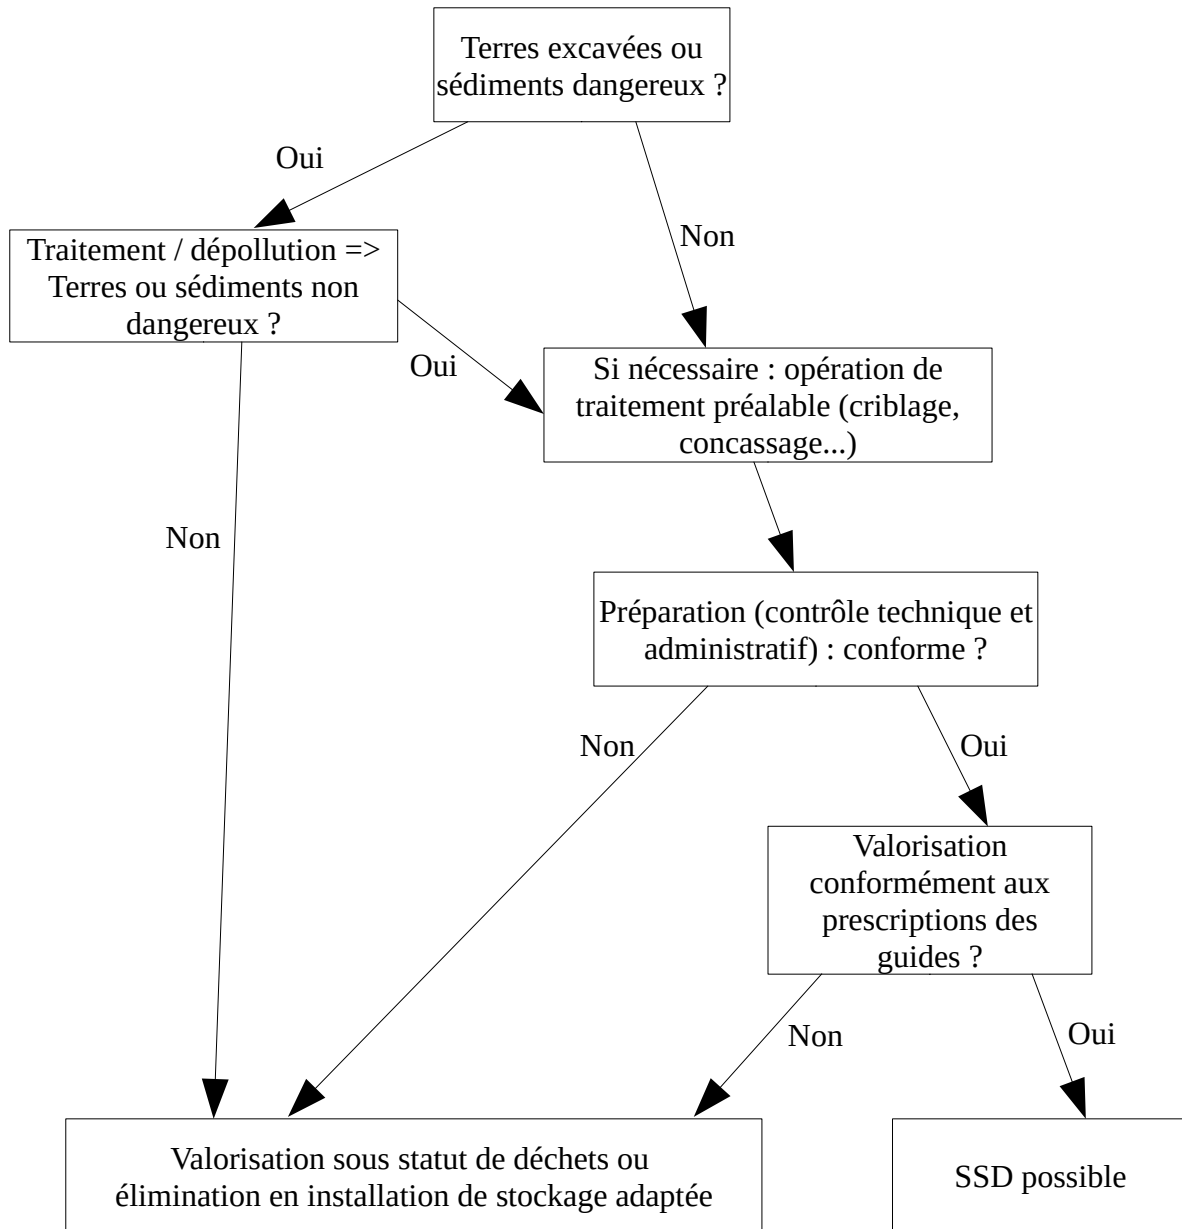 Terres excavées ou
sédiments dangereux ?
Oui
Non
Traitement / dépollution =>
Terres ou sédiments non
dangereux ?
Oui
Si nécessaire : opération de
traitement préalable (criblage,
concassage...)
Non
Préparation (contrôle technique et
administratif) : conforme ?
Non
Oui
Valorisation
conformément aux
prescriptions des
guides ?
Non
Oui
Valorisation sous statut de déchets ou
élimination en installation de stockage adaptée
SSD possible